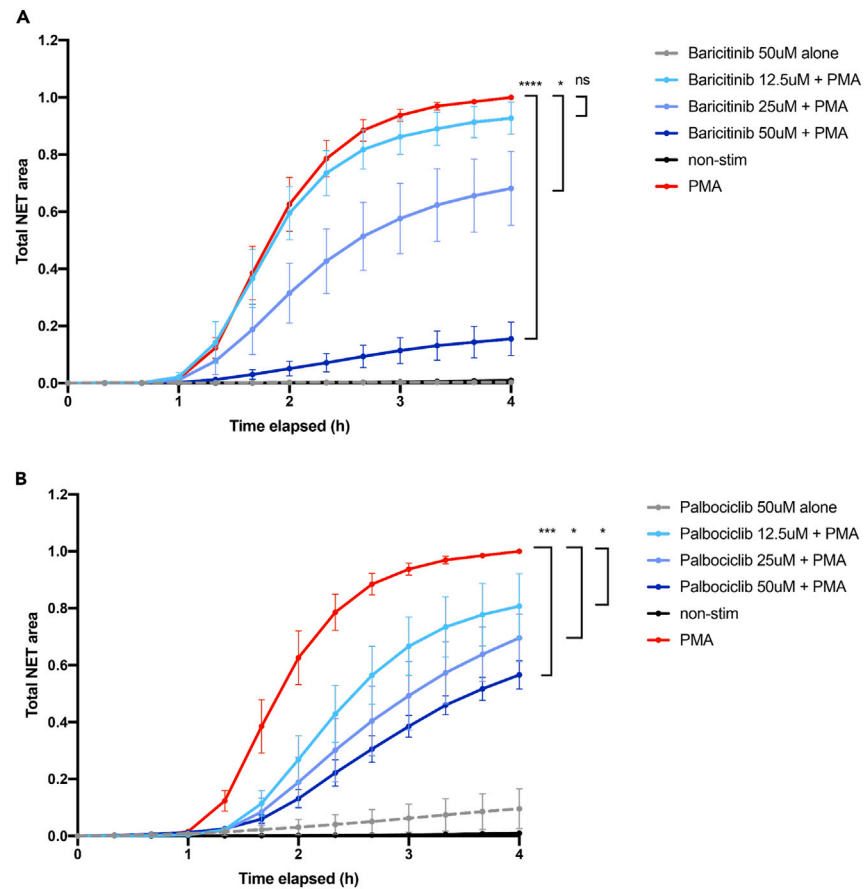 A
1.2
1.0
0.8
0.6
0.4
0.2
0.0
Total NET area
0
1
2
3
4
Time elapsed (h)
****
*
ns
Baricitinib 50uM alone
Baricitinib 12.5uM + PMA
Baricitinib 25uM + PMA
Baricitinib 50uM + PMA
non-stim
PMA
B
1.2
1.0
0.8
0.6
0.4
0.2
0.0
Total NET area
0
1
2
3
4
Time elapsed (h)
***
*
*
Palbociclib 50uM alone
Palbociclib 12.5uM + PMA
Palbociclib 25uM + PMA
Palbociclib 50uM + PMA
non-stim
PMA